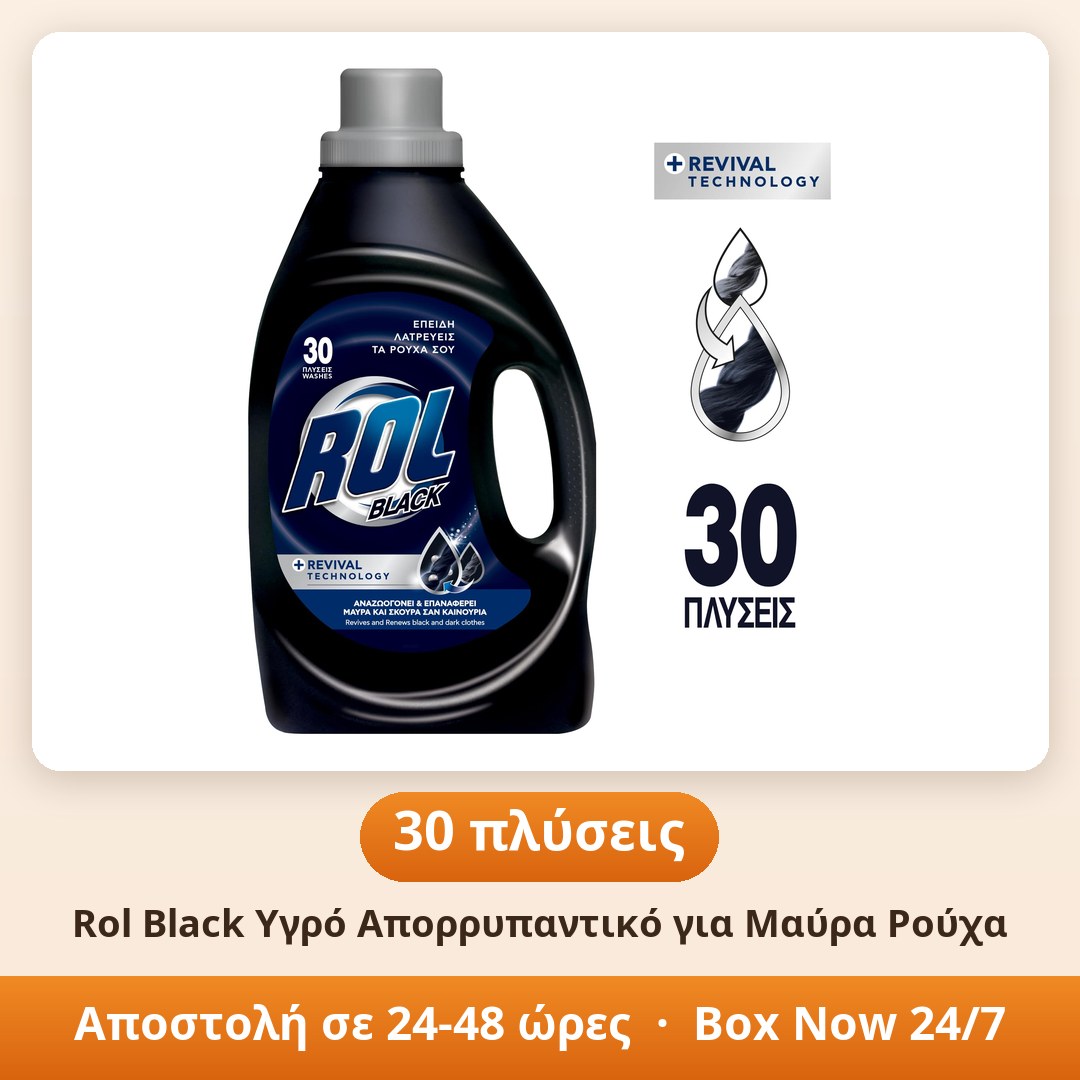 ΕΠΕΙΔΗ
ΛΑΤΡΕΥΕΙΣ
ΤΑ ΡΟΥΧΑ ΣΟΥ
30
ΠΛΥΣΕΙΣ
WASHES
ROL
BLACK
+ REVIVAL
TECHNOLOGY
ΑΝΑΖΩΟΓΟΝΕΙ & ΕΠΑΝΑΦΕΡΕΙ
ΜΑΥΡΑ ΚΑΙ ΣΚΟΥΡΑ ΣΑΝ ΚΑΙΝΟΥΡΙΑ
Revives and Renews black and dark clothes
+ REVIVAL
TECHNOLOGY
30
ΠΛΥΣΕΙΣ
30 πλύσεις
Rol Black Υγρό Απορρυπαντικό για Μαύρα Ρούχα
Αποστολή σε 24-48 ώρες · Box Now 24/7